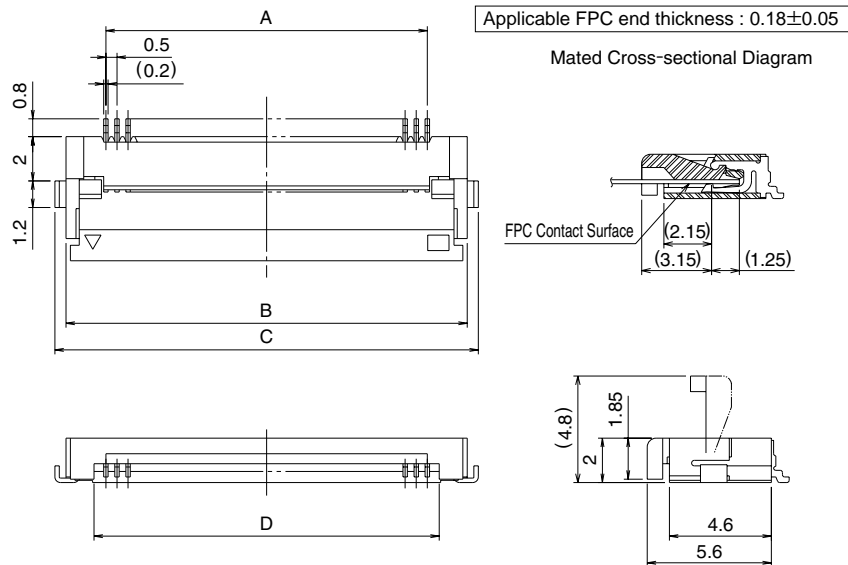 Applicable FPC end thickness : 0.18±0.05
Mated Cross-sectional Diagram
A
0.5
(0.2)
0.8
2
1.2
B
C
FPC Contact Surface
(2.15)
(3.15)
(1.25)
D
(4.8)
1.85
2
4.6
5.6